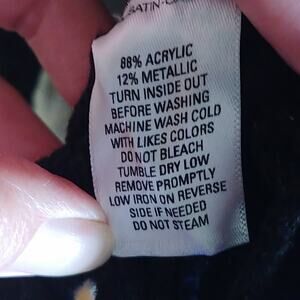 88% ACRYLIC
12% METALLIC
TURN INSIDE OUT
BEFORE WASHING
MACHINE WASH COLD
WITH LIKES COLORS
DO NOT BLEACH
TUMBLE DRY LOW
REMOVE PROMPTLY
LOW IRON ON REVERSE
SIDE IF NEEDED
DO NOT STEAM